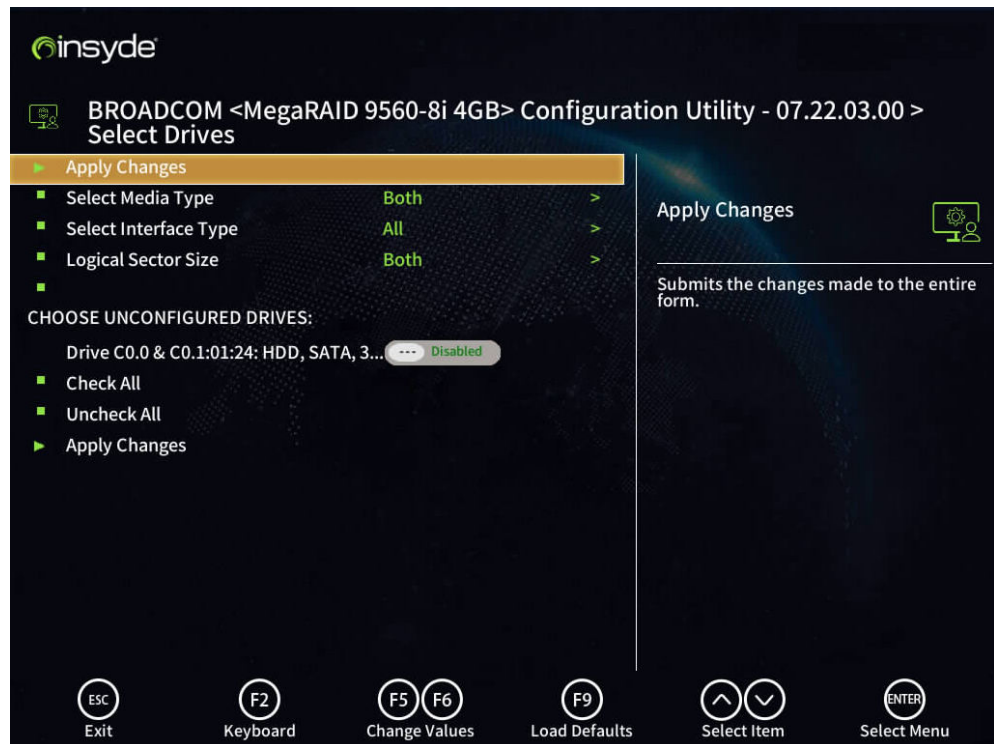 insyde
BROADCOM <MegaRAID 9560-8i 4GB> Configuration Utility - 07.22.03.00 >
Select Drives
Apply Changes
Select Media Type Both >
Select Interface Type All >
Logical Sector Size Both >
CHOOSE UNCONFIGURED DRIVES:
Drive C0.0 & C0.1:01:24: HDD, SATA, 3... --- Disabled
Check All
Uncheck All
Apply Changes
Apply Changes
Submits the changes made to the entire
form.
ESC F2 F5 F6 F9 ENTER
Exit Keyboard Change Values Load Defaults Select Item Select Menu